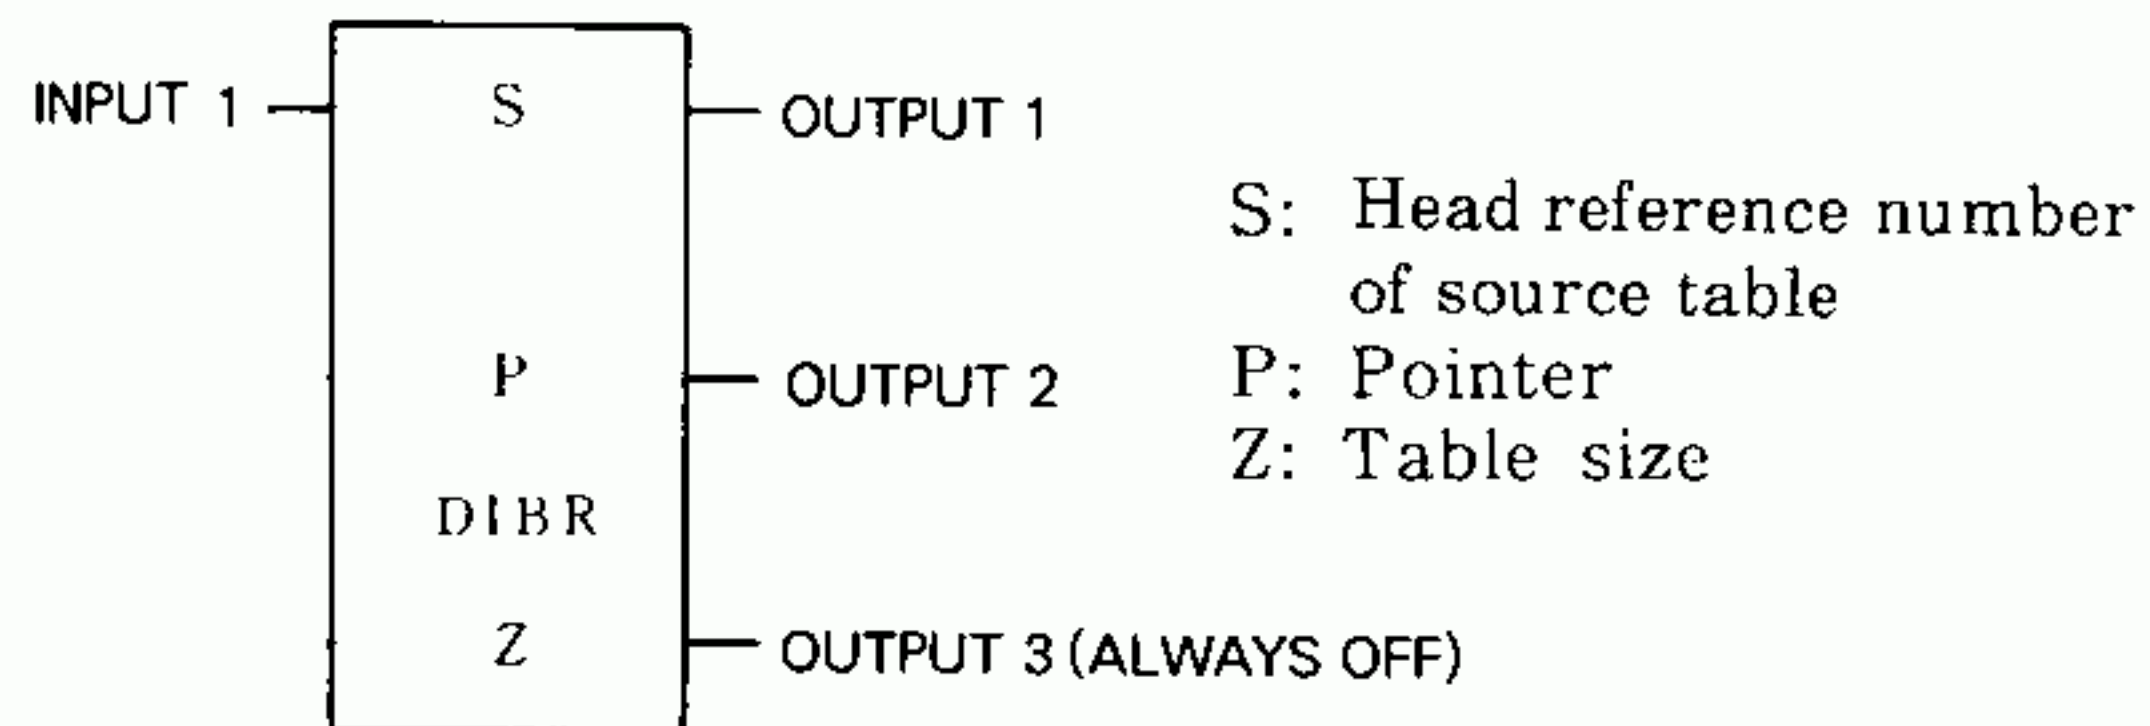 INPUT 1
S
OUTPUT 1
P
OUTPUT 2
DIBR
Z
OUTPUT 3 (ALWAYS OFF)
S: Head reference number
of source table
P: Pointer
Z: Table size